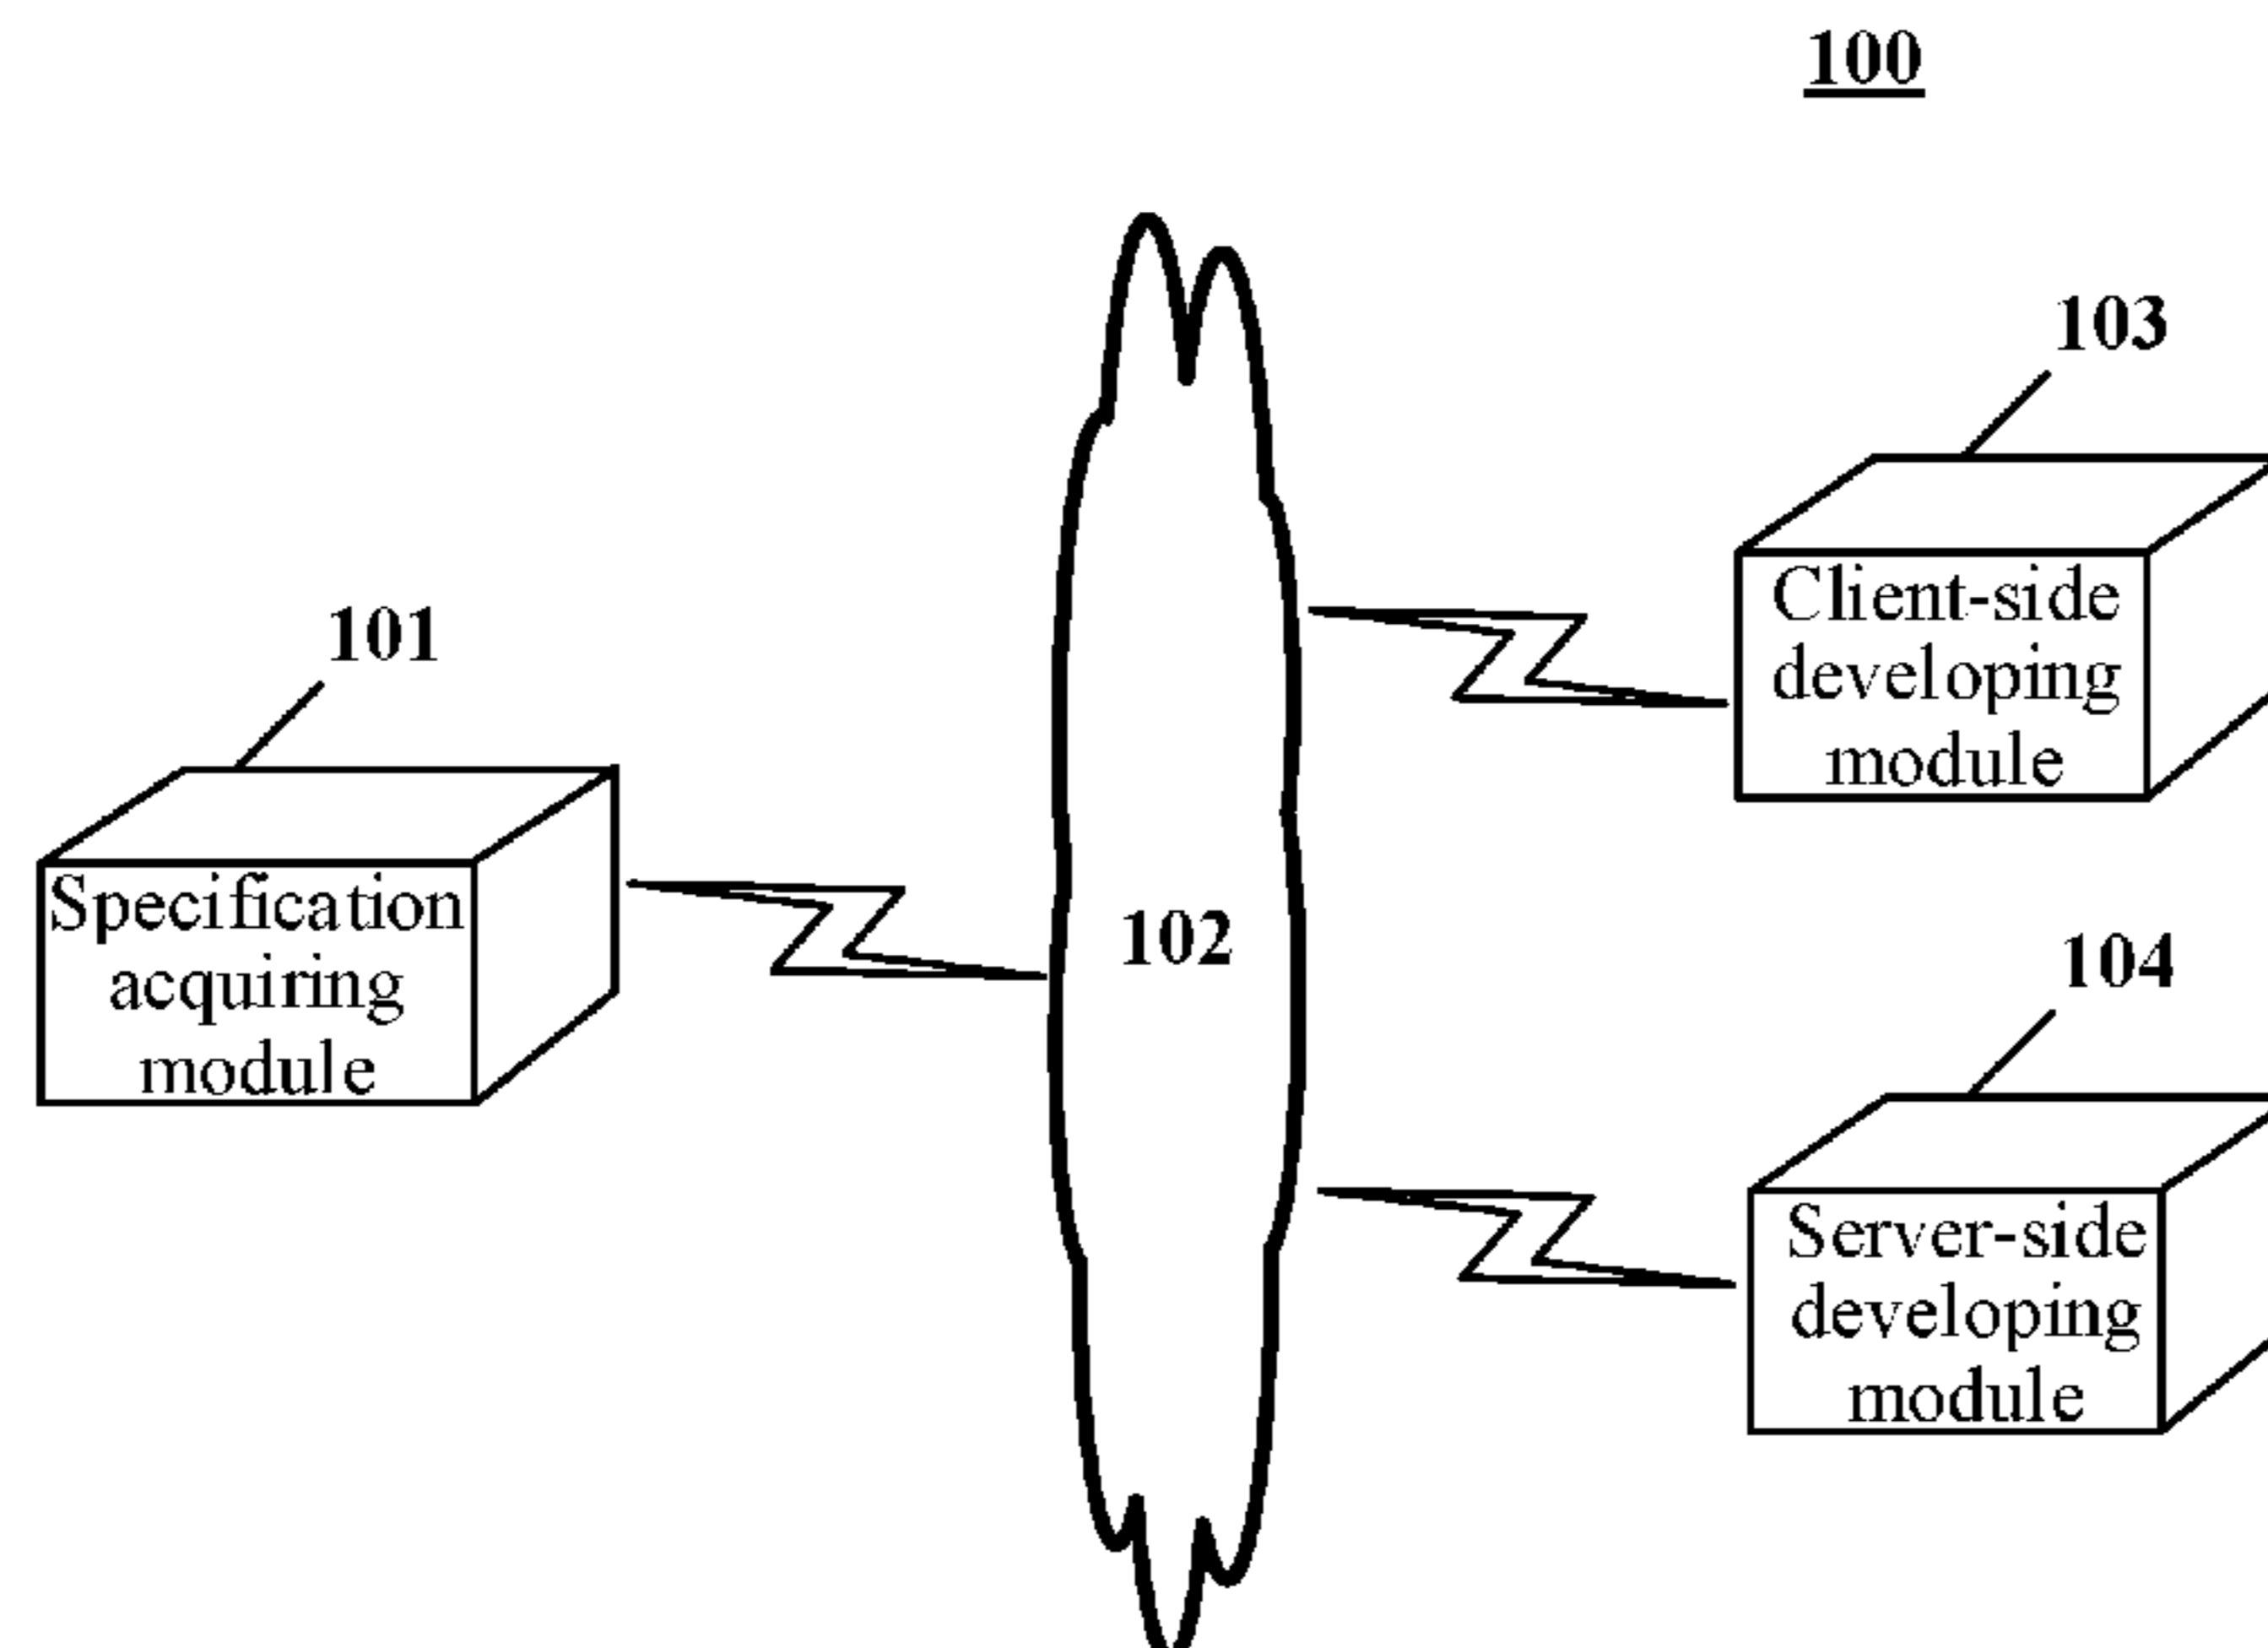 100
103
Client-side
developing
module
101
Specification
acquiring
module
102
104
Server-side
developing
module